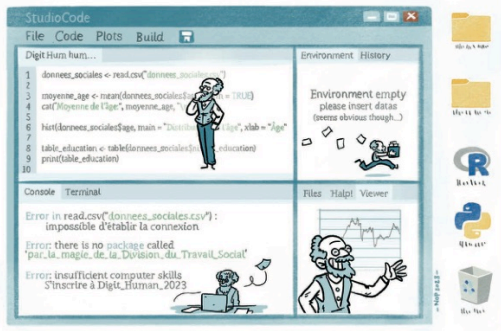 StudioCode
File Code Plots Build
Digit Hum hum...
1 donnees_sociales <- read.csv("donnees_sociales.csv")
2
3 moyenne_age <- mean(donnees_sociales$ = TRUE)
4 cat("Moyenne de l'âge:", moyenne_age,
5
6 hist(donnees_sociales$age, main = "Distribu âge", xlab = "Âge"
7
8 table_education <- table(donnees_sociales$ education)
9 print(table_education)
10
Environment History
Environment empty
please insert datas
(seems obvious though...)
Console Terminal
Error in read.csv("donnees_sociales.csv") :
impossible d'établir la connexion
Error: there is no package called
'par_la_magie_de_la_Division_du_Travail_Social'
Error: insufficient computer skills
S'inscrire à Digit_Human_2023
Files Halp! Viewer
R